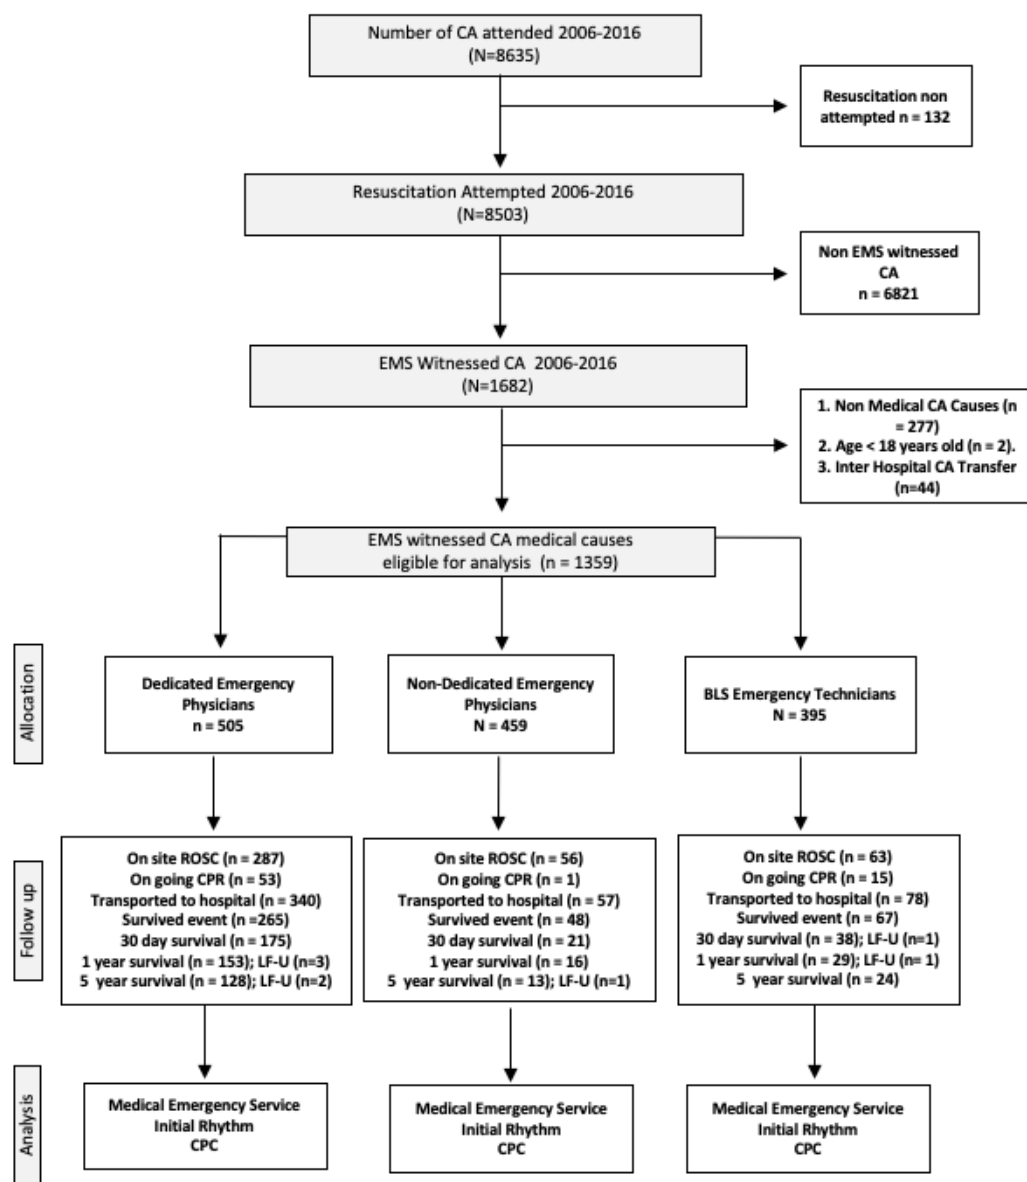 Number of CA attended 2006-2016
(N=8635)
Resuscitation non
attempted n = 132
Resuscitation Attempted 2006-2016
(N=8503)
Non EMS witnessed
CA
n = 6821
EMS Witnessed CA 2006-2016
(N=1682)
1. Non Medical CA Causes (n
= 277)
2. Age < 18 years old (n = 2).
3. Inter Hospital CA Transfer
(n=44)
EMS witnessed CA medical causes
eligible for analysis (n = 1359)
Allocation
Dedicated Emergency
Physicians
n = 505
Non-Dedicated Emergency
Physicians
N = 459
BLS Emergency Technicians
N = 395
Follow up
On site ROSC (n = 287)
On going CPR (n = 53)
Transported to hospital (n = 340)
Survived event (n =265)
30 day survival (n = 175)
1 year survival (n = 153); LF-U (n=3)
5 year survival (n = 128); LF-U (n=2)
On site ROSC (n = 56)
On going CPR (n = 1)
Transported to hospital (n = 57)
Survived event (n = 48)
30 day survival (n = 21)
1 year survival (n = 16)
5 year survival (n = 13); LF-U (n=1)
On site ROSC (n = 63)
On going CPR (n = 15)
Transported to hospital (n = 78)
Survived event (n = 67)
30 day survival (n = 38); LF-U (n=1)
1 year survival (n = 29); LF-U (n= 1)
5 year survival (n = 24)
Analysis
Medical Emergency Service
Initial Rhythm
CPC
Medical Emergency Service
Initial Rhythm
CPC
Medical Emergency Service
Initial Rhythm
CPC